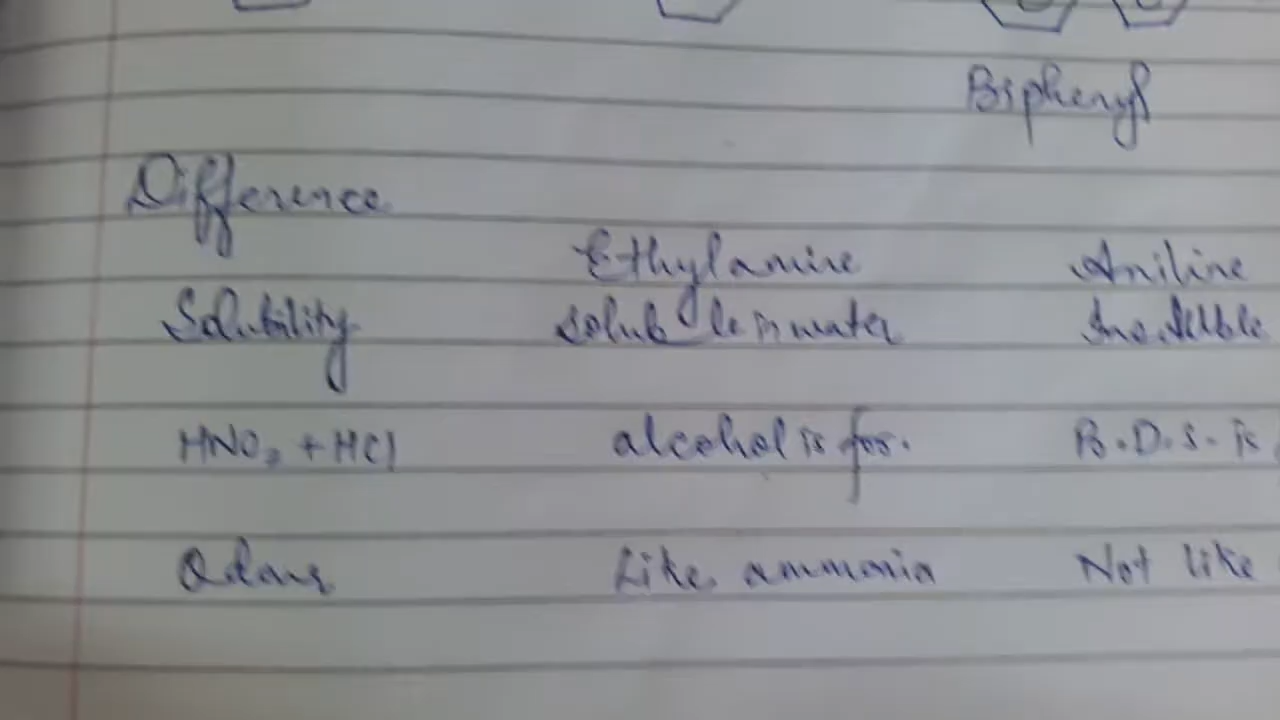 Biphenyl
Difference
Ethylamine Aniline
Solubility soluble in water Insoluble
HNO₂ + HCl alcohol is for. B.D.S. is
Odour Like ammonia Not like